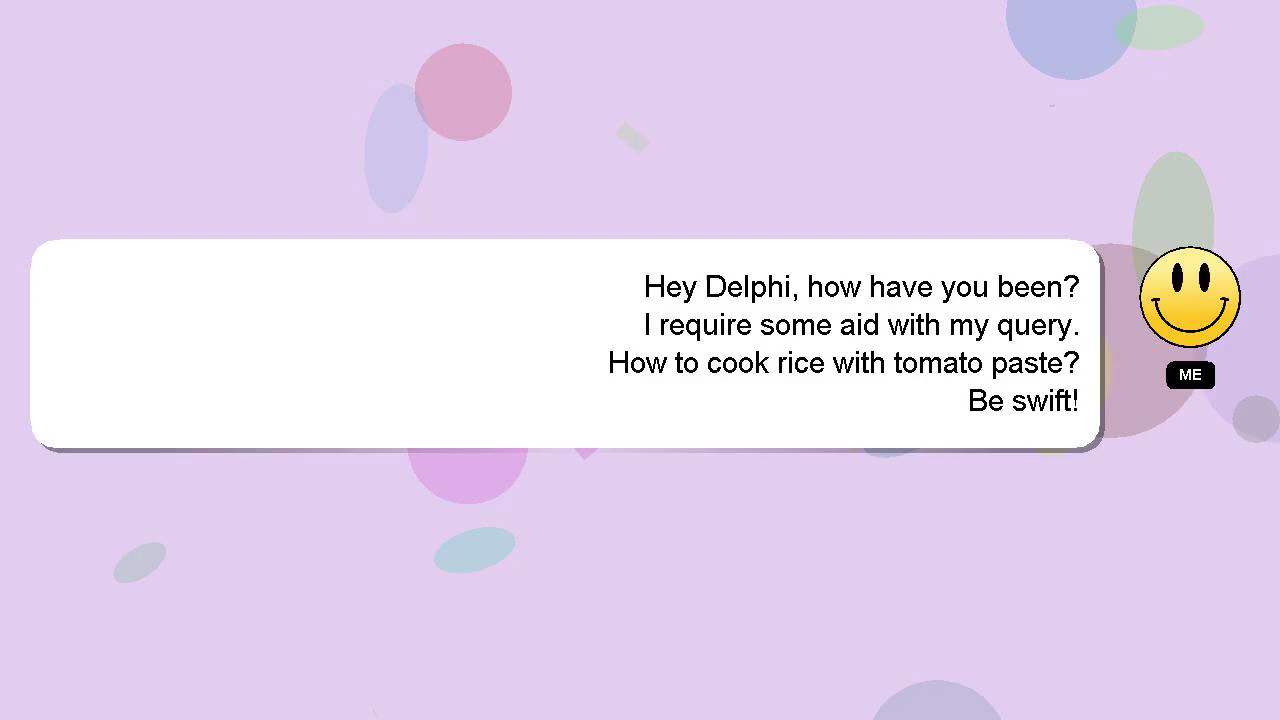 Hey Delphi, how have you been?
I require some aid with my query.
How to cook rice with tomato paste?
Be swift!
ME